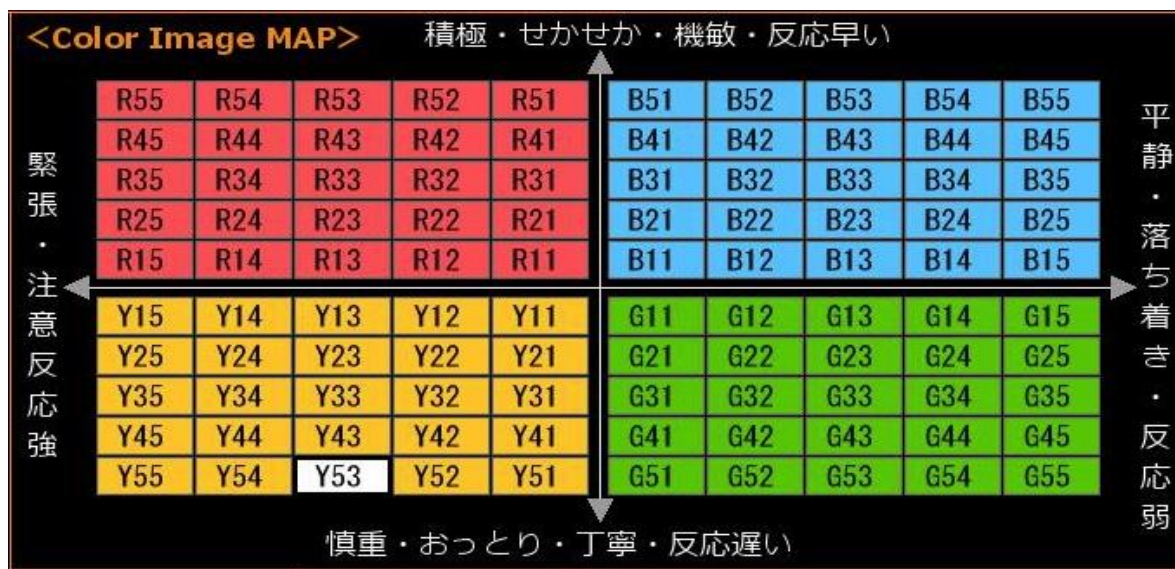 <Color Image MAP>
積極・せかせか・機敏・反応早い
R55 R54 R53 R52 R51 B51 B52 B53 B54 B55
R45 R44 R43 R42 R41 B41 B42 B43 B44 B45
R35 R34 R33 R32 R31 B31 B32 B33 B34 B35
R25 R24 R23 R22 R21 B21 B22 B23 B24 B25
R15 R14 R13 R12 R11 B11 B12 B13 B14 B15
Y15 Y14 Y13 Y12 Y11 G11 G12 G13 G14 G15
Y25 Y24 Y23 Y22 Y21 G21 G22 G23 G24 G25
Y35 Y34 Y33 Y32 Y31 G31 G32 G33 G34 G35
Y45 Y44 Y43 Y42 Y41 G41 G42 G43 G44 G45
Y55 Y54 Y53 Y52 Y51 G51 G52 G53 G54 G55
緊張・注意反応強
平静・落ち着き・反応弱
慎重・おっとり・丁寧・反応遅い